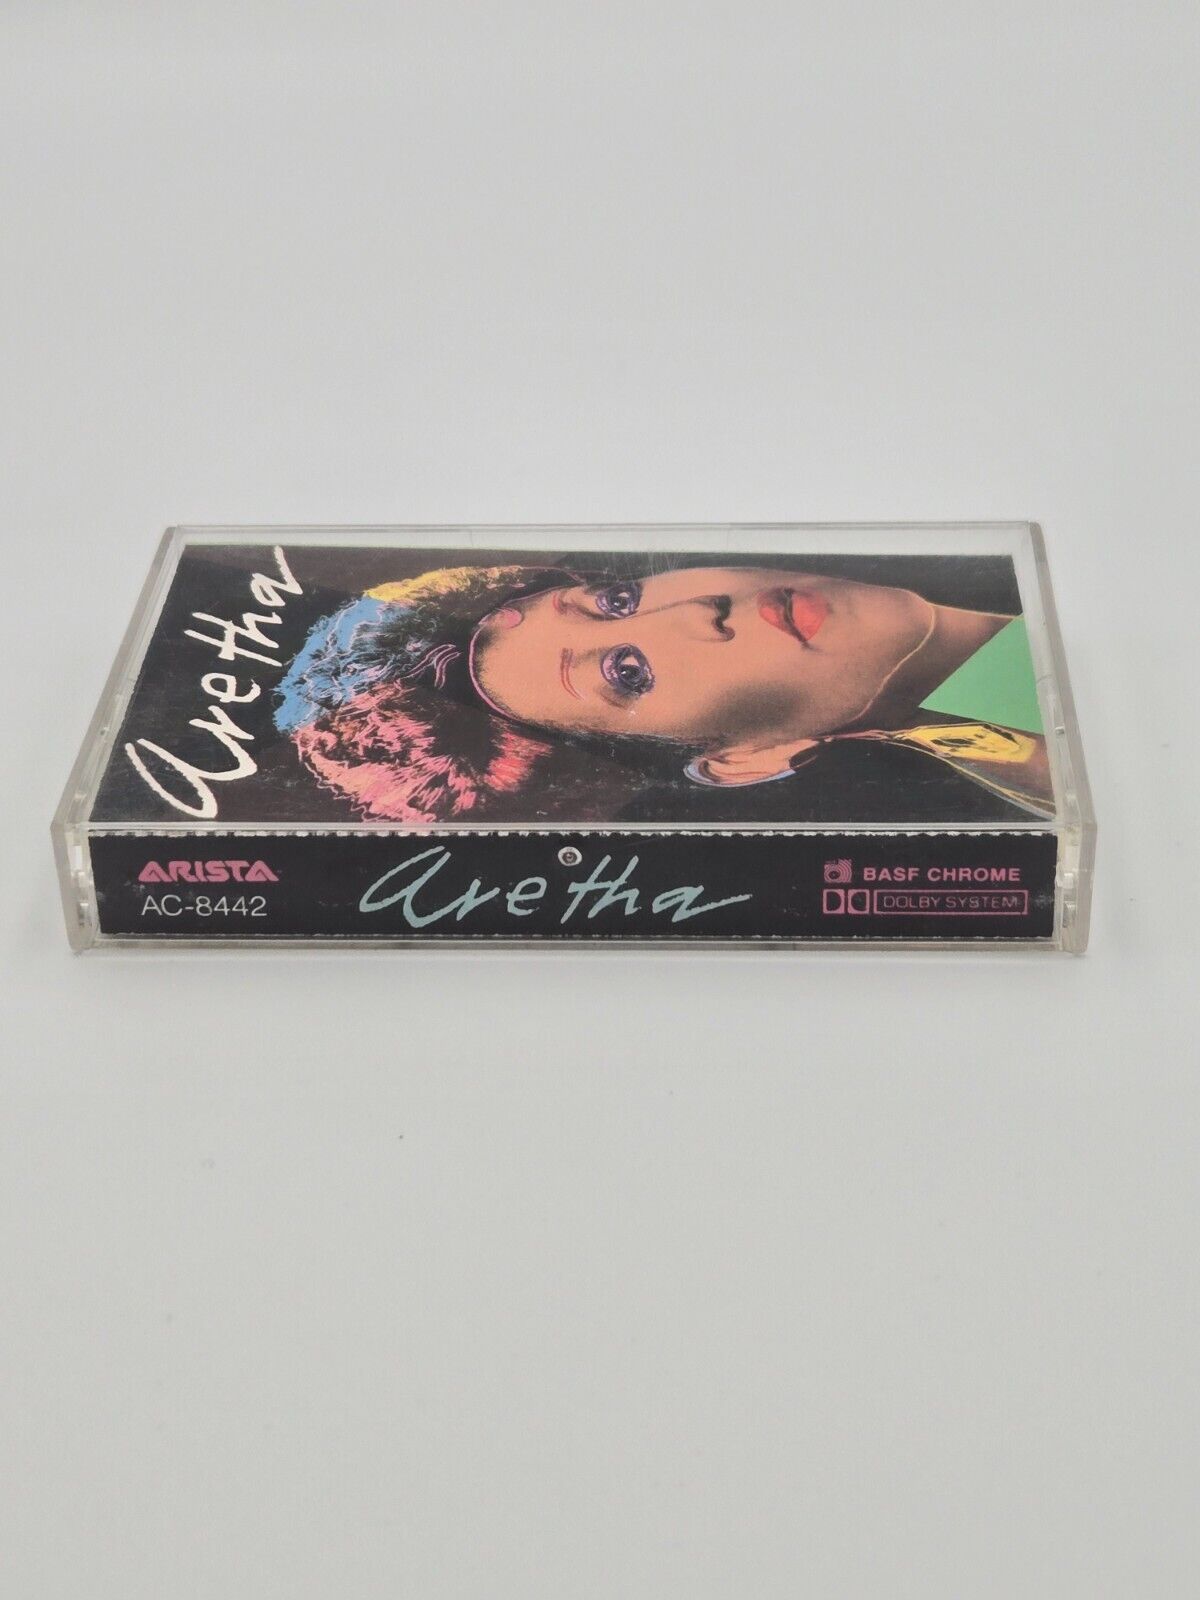 Aretha
ARISTA
AC-8442
Aretha
BASF CHROME
DOLBY SYSTEM